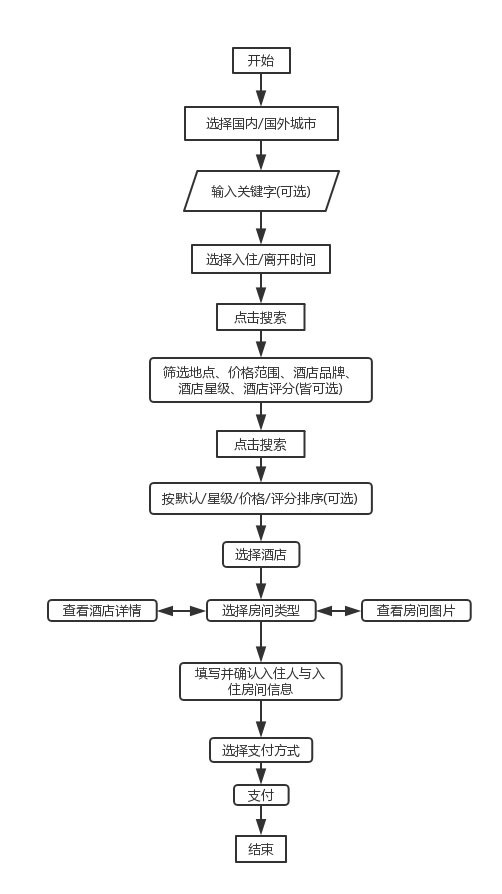 开始
选择国内/国外城市
输入关键字(可选)
选择入住/离开时间
点击搜索
筛选地点、价格范围、酒店品牌、
酒店星级、酒店评分(皆可选)
点击搜索
按默认/星级/价格/评分排序(可选)
选择酒店
查看酒店详情
选择房间类型
查看房间图片
填写并确认入住人与入
住房间信息
选择支付方式
支付
结束